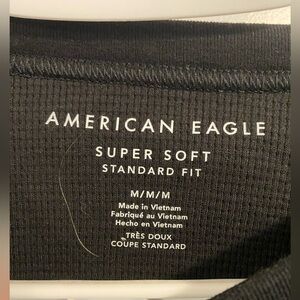 AMERICAN EAGLE
SUPER SOFT
STANDARD FIT
M/M/M
Made in Vietnam
Fabriqué au Vietnam
Hecho en Vietnam
TRÈS DOUX
COUPE STANDARD